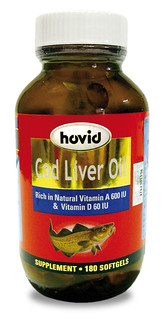 hovid
Cod Liver Oil
Rich in Natural Vitamin A 600 IU
& Vitamin D 60 IU
SUPPLEMENT • 180 SOFTGELS